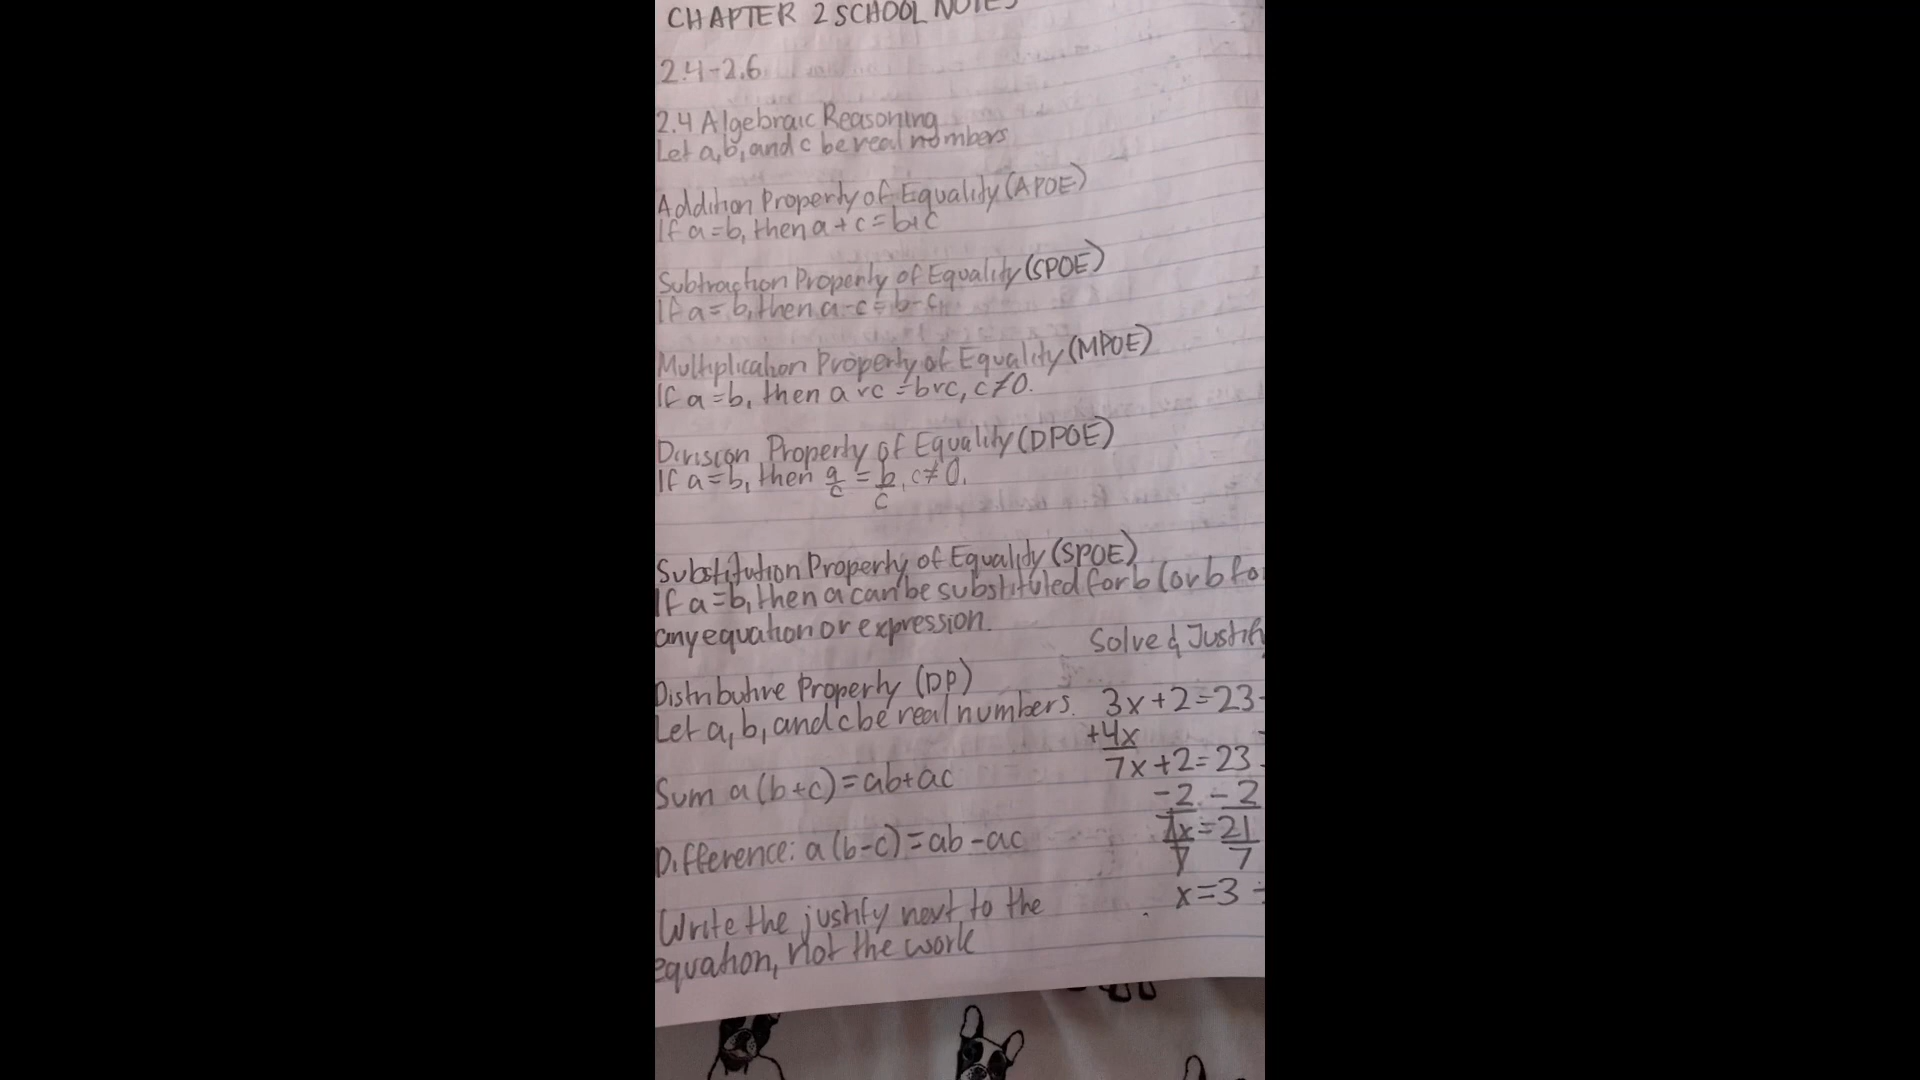 CHAPTER 2 SCHOOL NOTES
2.4-2.6
2.4 Algebraic Reasoning
Let a, b, and c be real numbers
Addition Property of Equality (APOE)
If a = b, then a + c = b + c
Subtraction Property of Equality (SPOE)
If a = b, then a - c = b - c
Multiplication Property of Equality (MPOE)
If a = b, then a • c = b • c, c ≠ 0.
Division Property of Equality (DPOE)
If a = b, then a/c = b/c, c ≠ 0.
Substitution Property of Equality (SPOE)
If a = b, then a can be substituted for b (or b fo
any equation or expression.
Solve & Justify
Distributive Property (DP)
Let a, b, and c be real numbers.
Sum a(b+c) = ab+ac
Difference: a(b-c) = ab-ac
Write the justify next to the
equation, not the work
3x+2=23-
+4x
7x+2=23
-2 -2
7x/7=21/7
x=3